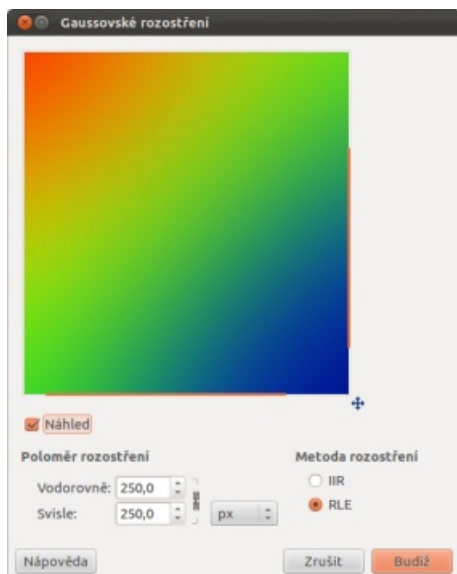 Gaussovské rozostření
Náhled
Poloměr rozostření
Vodorovně: 250,0
Svisle: 250,0 px
Metoda rozostření
IIR
RLE
Nápověda Zrušit Budiž